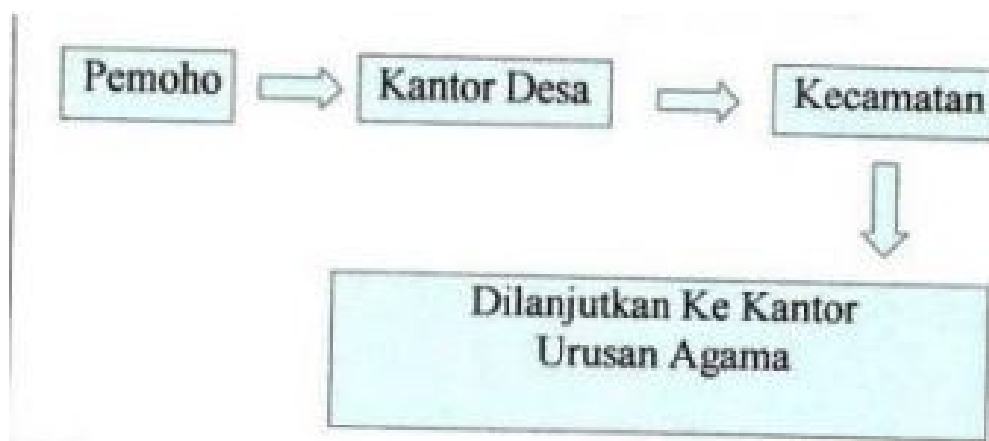 Pemoho
Kantor Desa
Kecamatan
Dilanjutkan Ke Kantor
Urusan Agama